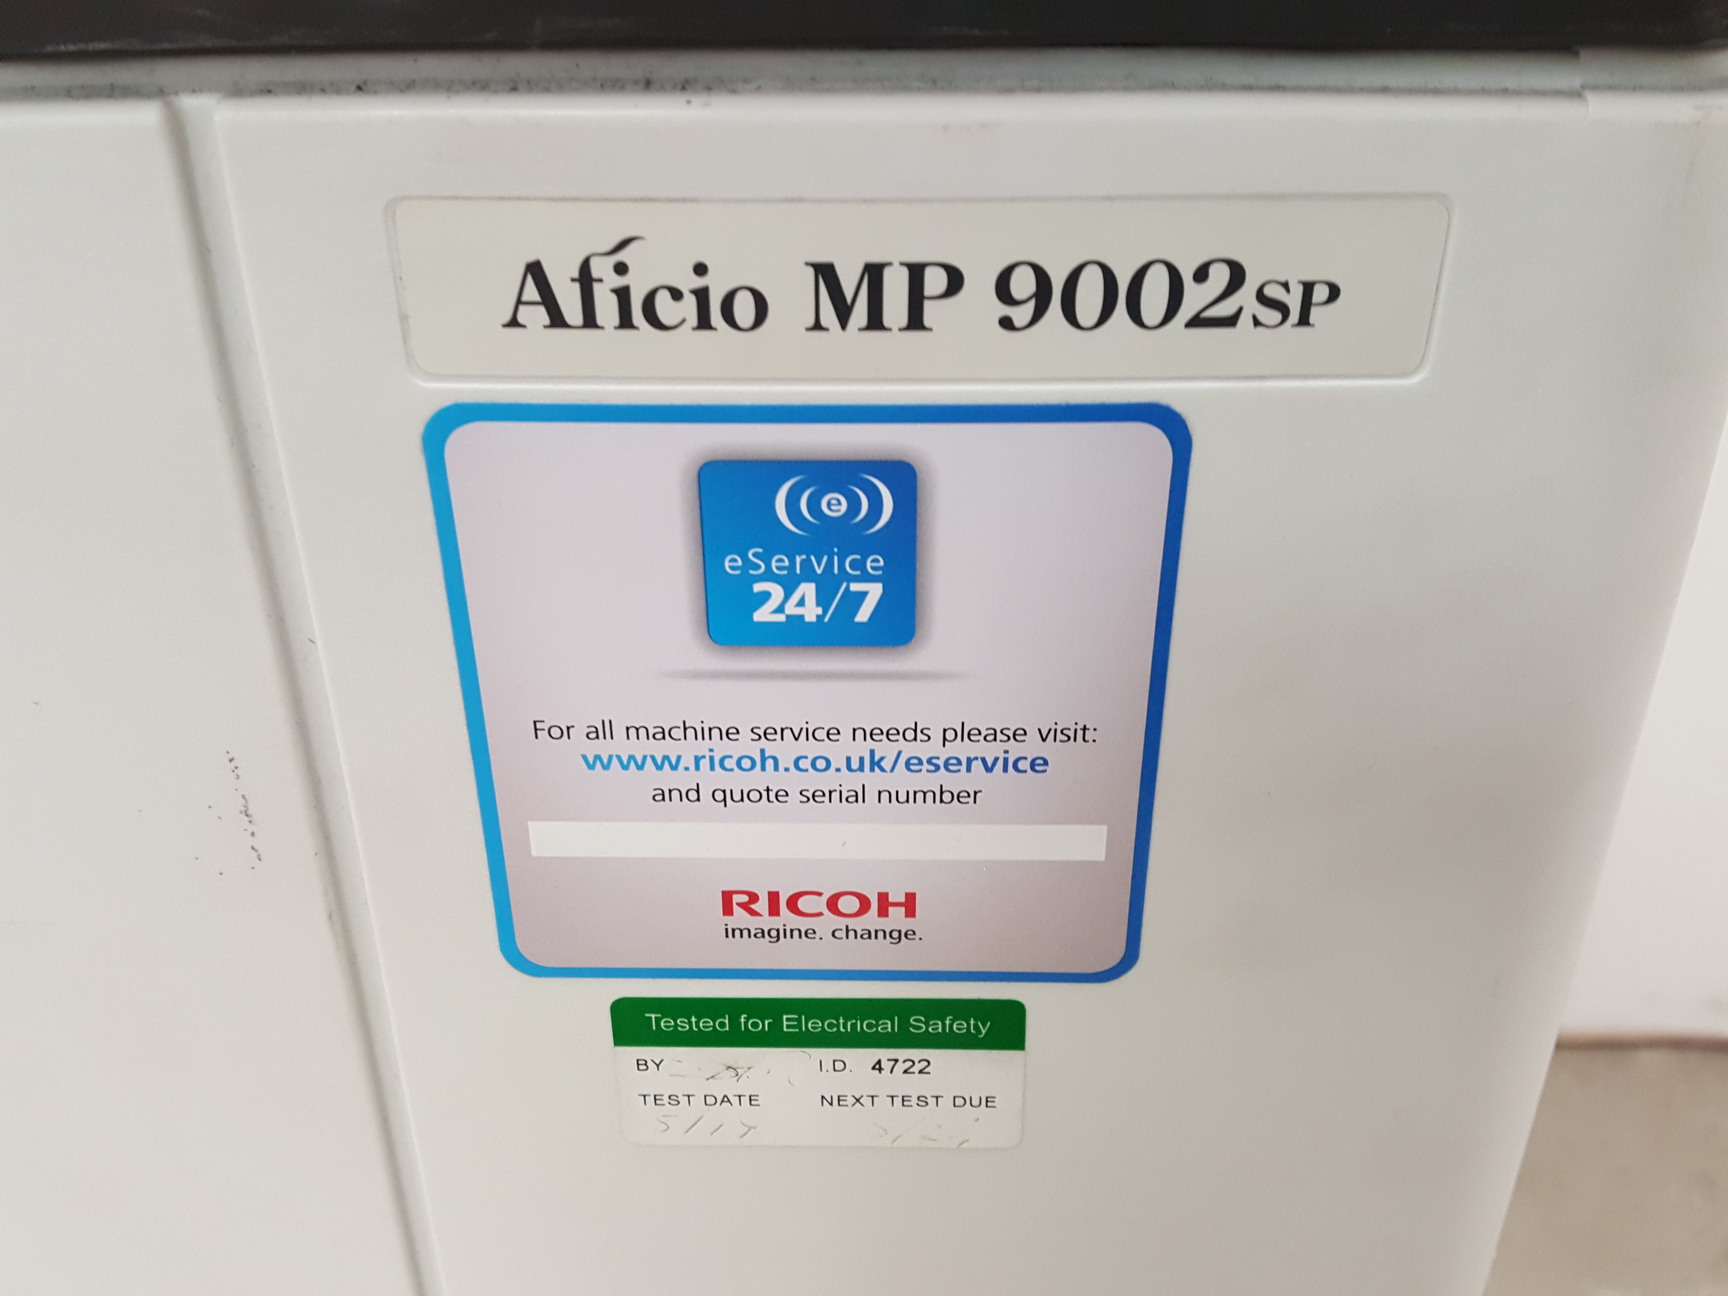 Aficio MP 9002SP
e
eService
24/7
For all machine service needs please visit:
www.ricoh.co.uk/eservice
and quote serial number
RICOH
imagine. change.
Tested for Electrical Safety
BY I.D. 4722
TEST DATE NEXT TEST DUE